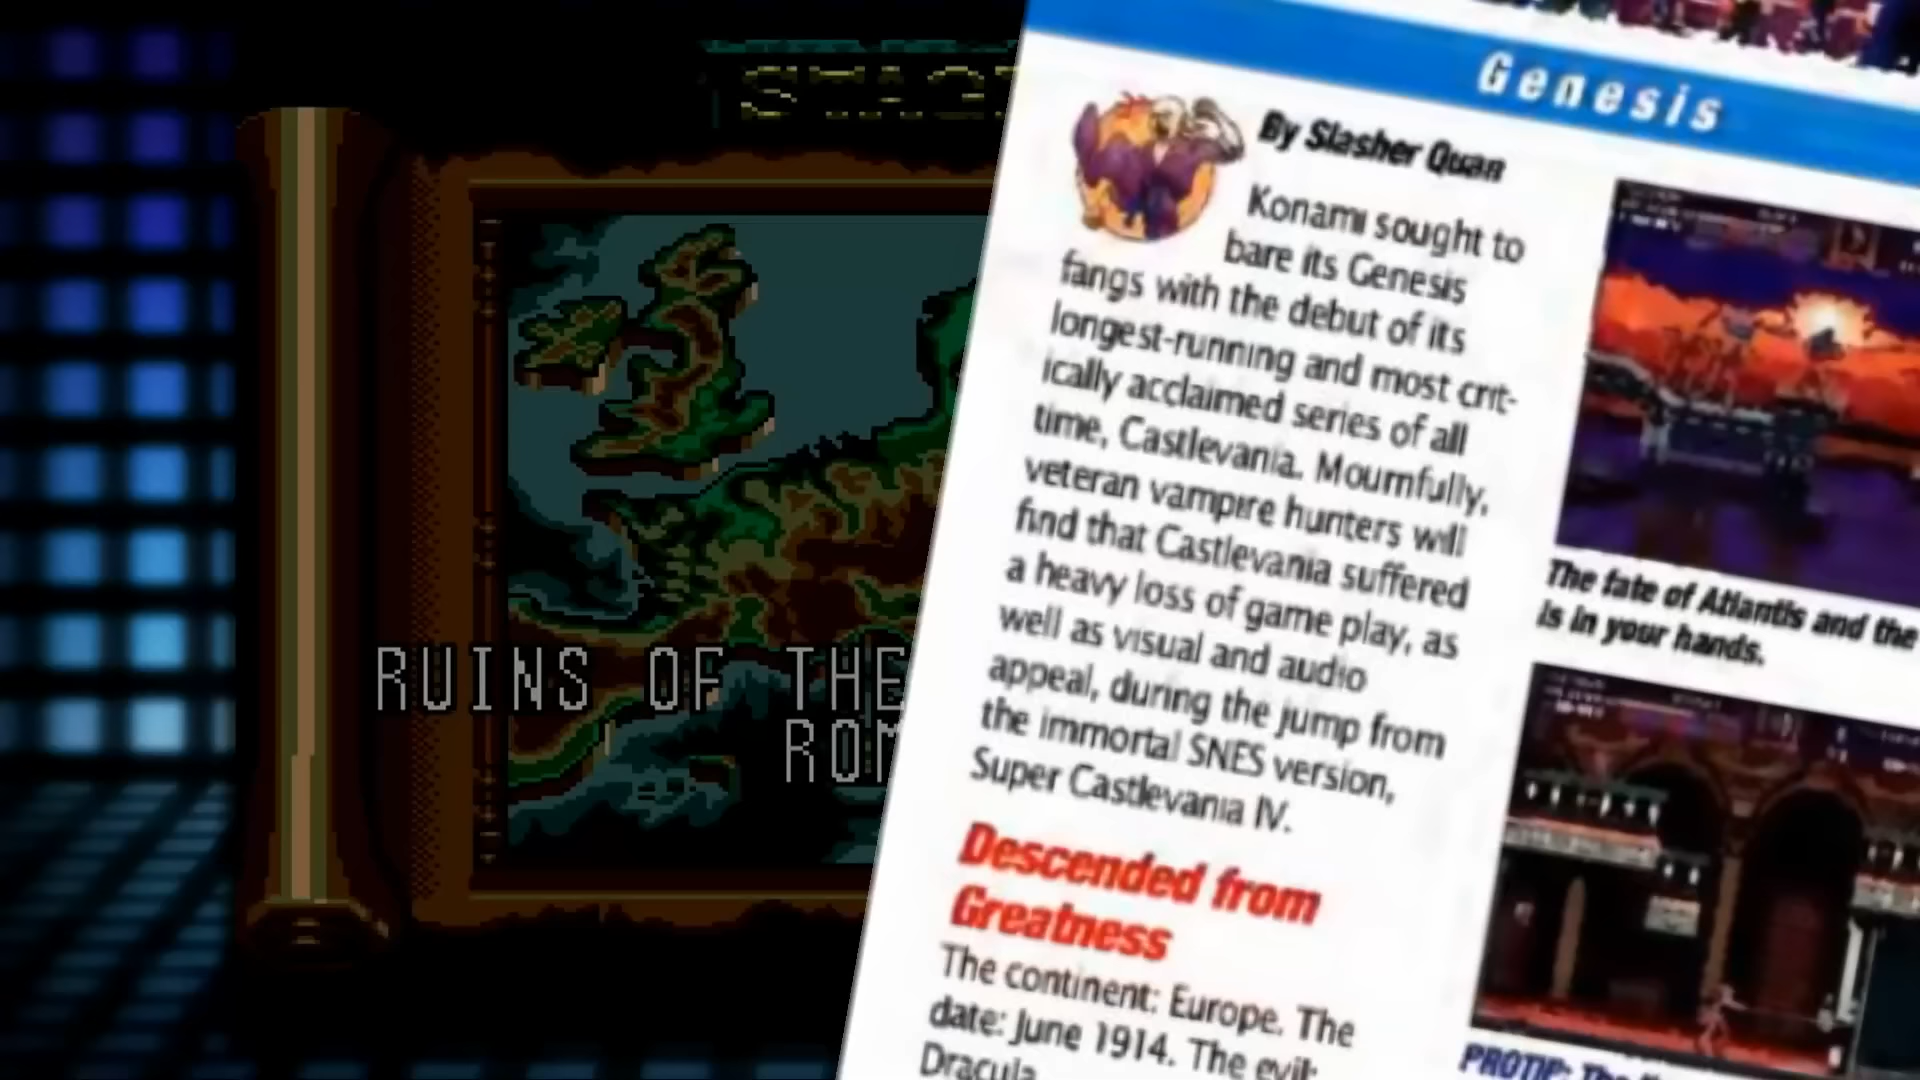 RUINS OF THE
ROM
Genesis
By Slasher Quan
Konami sought to
bare its Genesis
fangs with the debut of its
longest-running and most crit-
ically acclaimed series of all
time, Castlevania. Mournfully,
veteran vampire hunters will
find that Castlevania suffered
a heavy loss of game play, as
well as visual and audio
appeal, during the jump from
the immortal SNES version,
Super Castlevania IV.
Descended from
Greatness
The continent: Europe. The
date: June 1914. The evil:
Dracula
The fate of Atlantis and the
is in your hands.
PROTIP: The